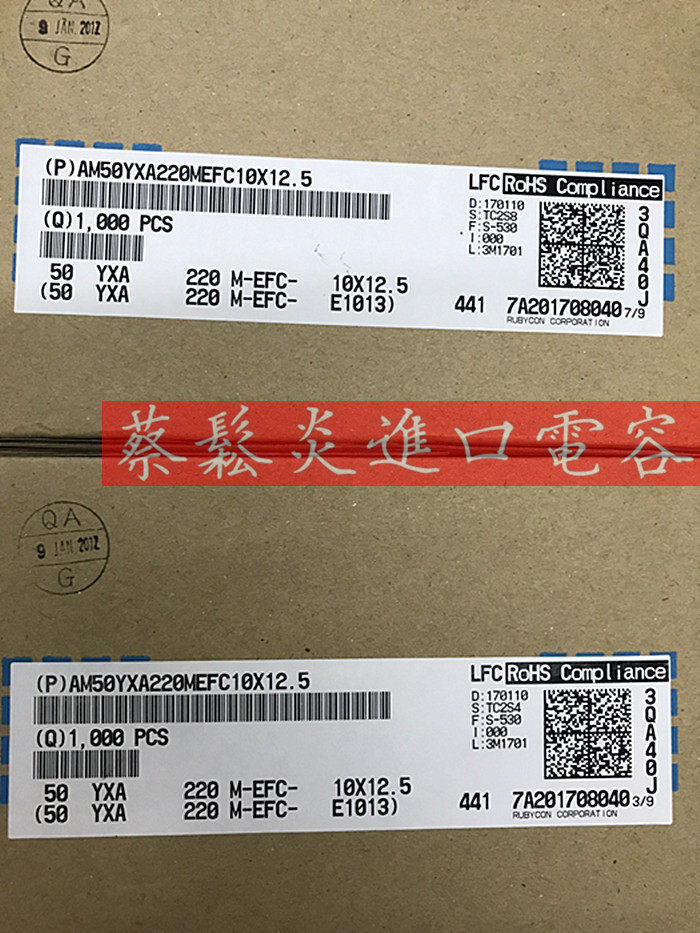 QA
9 JAN. 2017
G
(P)AM50YXA220MEFC10X12.5
LFC RoHS Compliance
D:170110
S:TC2S8
F:S-530
I:000
L:3M1701
3QA40J
(Q)1,000 PCS
50 YXA 220 M-EFC- 10X12.5
(50 YXA 220 M-EFC- E1013)
441 7A201708040 7/9
RUBYCON CORPORATION
蔡鬆炎進口電容
QA
9 JAN 2017
G
(P)AM50YXA220MEFC10X12.5
LFC RoHS Compliance
D:170110
S:TC2S4
F:S-530
I:000
L:3M1701
3QA40J
(Q)1,000 PCS
50 YXA 220 M-EFC- 10X12.5
(50 YXA 220 M-EFC- E1013)
441 7A201708040 3/9
RUBYCON CORPORATION